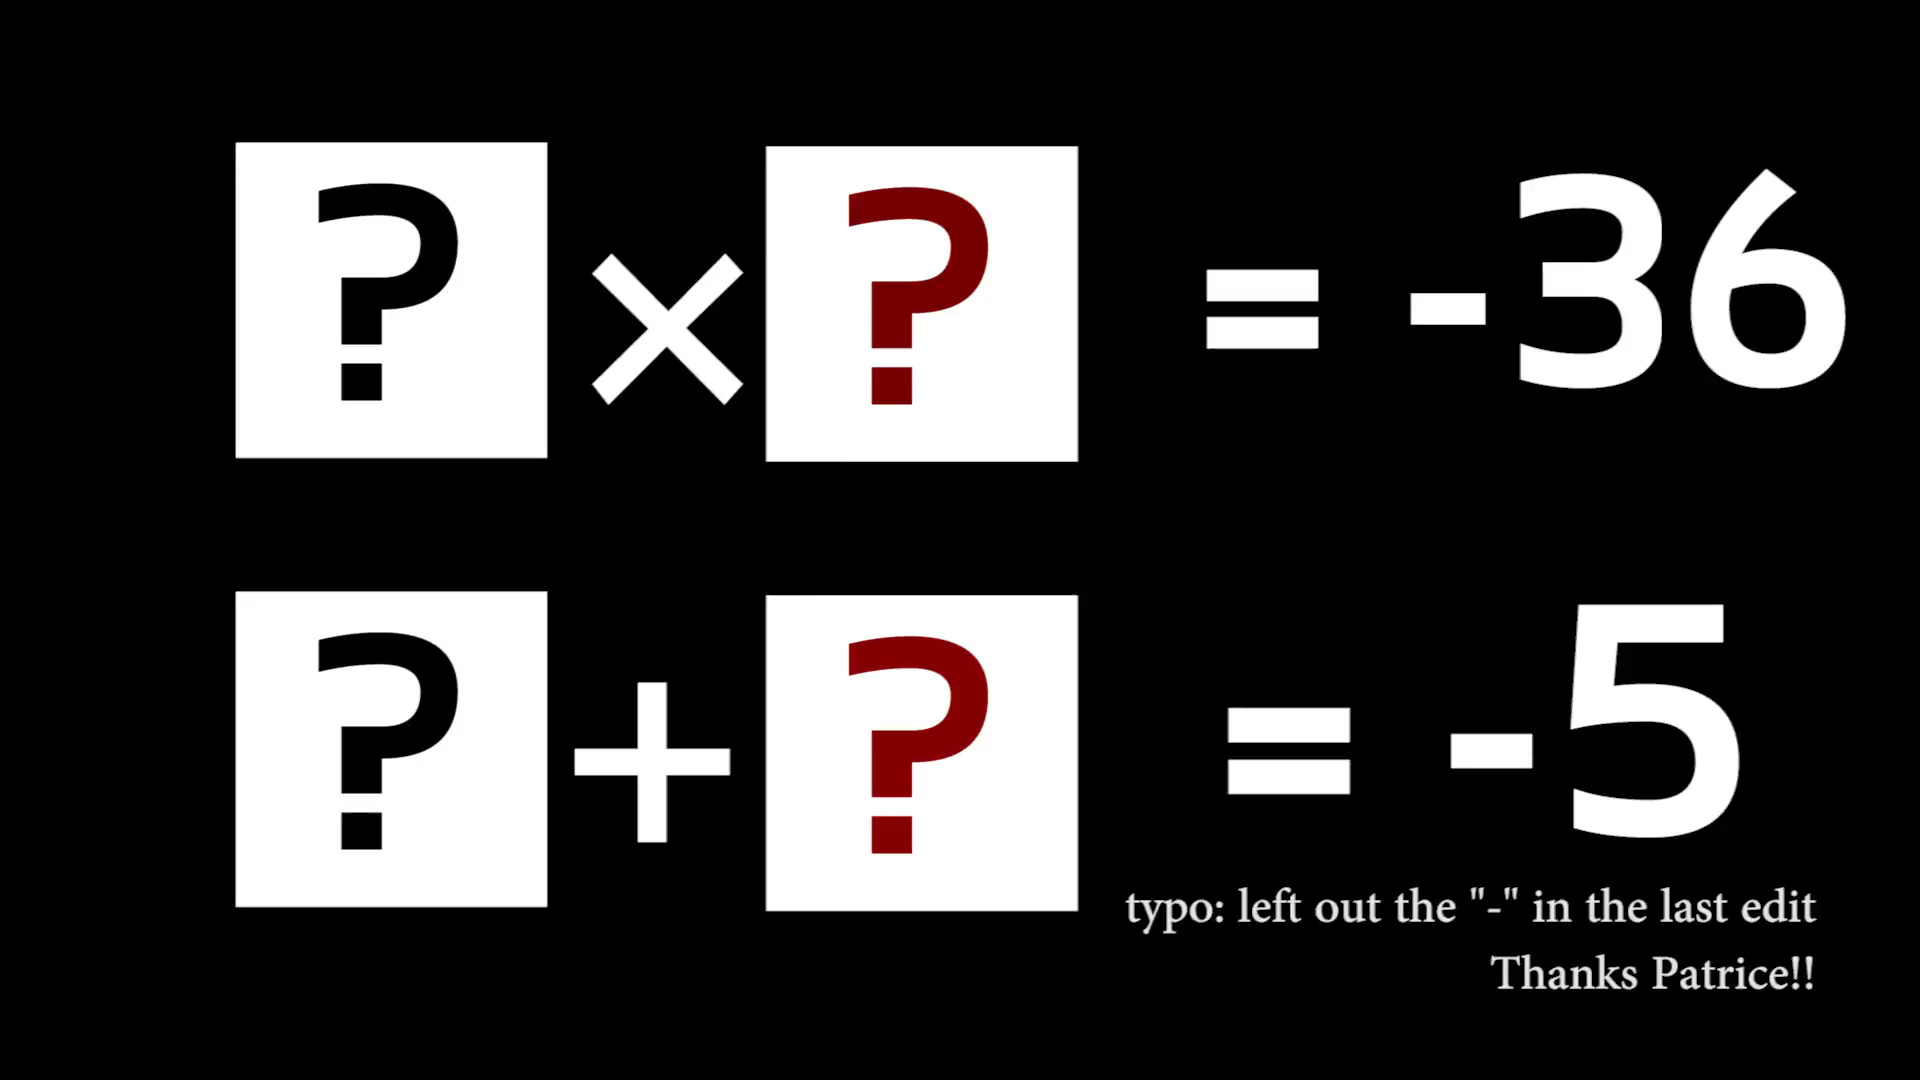 ? × ? = -36
? + ? = -5
typo: left out the "-" in the last edit
Thanks Patrice!!